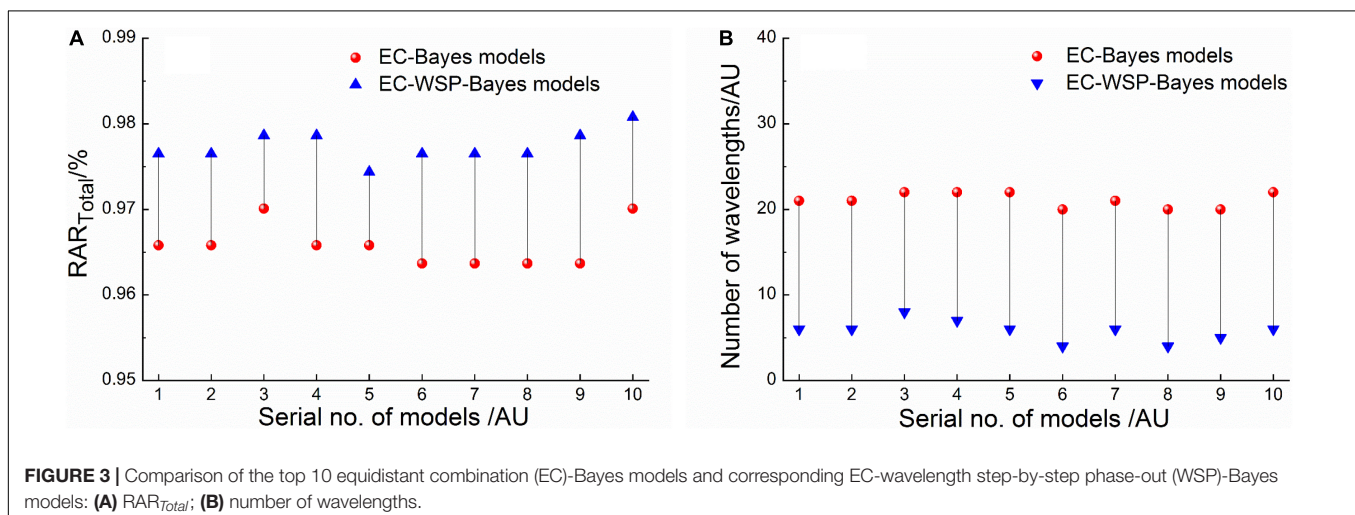 A
0.99
0.98
0.97
0.96
0.95
RAR_Total/%
EC-Bayes models
EC-WSP-Bayes models
1 2 3 4 5 6 7 8 9 10
Serial no. of models /AU
B
40
30
20
10
0
Number of wavelengths/AU
EC-Bayes models
EC-WSP-Bayes models
1 2 3 4 5 6 7 8 9 10
Serial no. of models /AU
FIGURE 3 | Comparison of the top 10 equidistant combination (EC)-Bayes models and corresponding EC-wavelength step-by-step phase-out (WSP)-Bayes
models: (A) RAR_Total; (B) number of wavelengths.